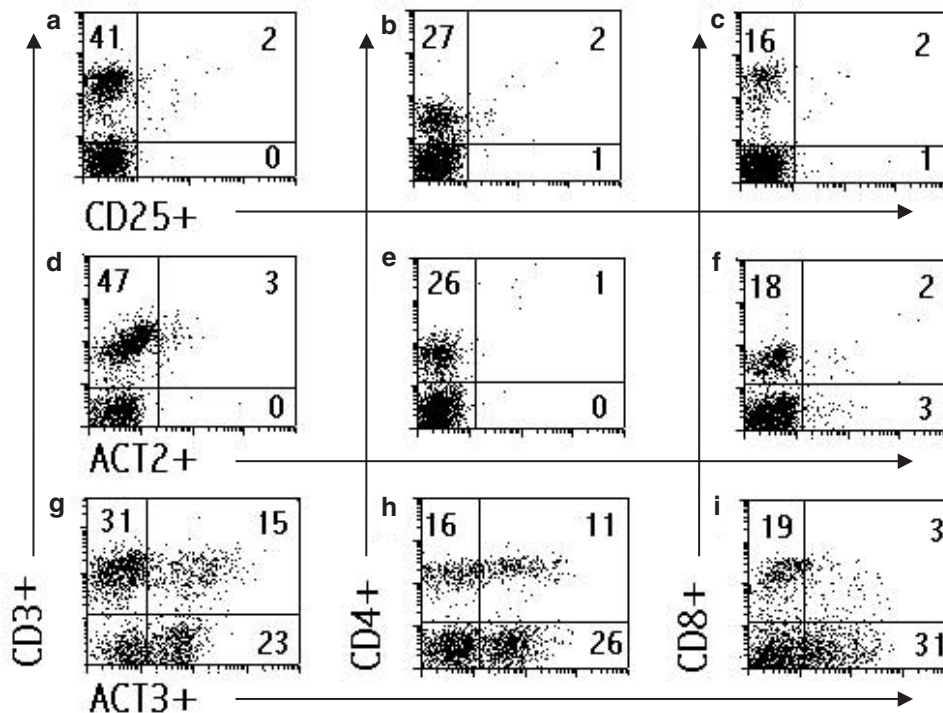 a 41 2
0
b 27 2
1
c 16 2
1
CD25+
d 47 3
0
e 26 1
0
f 18 2
3
ACT2+
g 31 15
23
h 16 11
26
i 19 3
31
ACT3+
CD3+
CD4+
CD8+